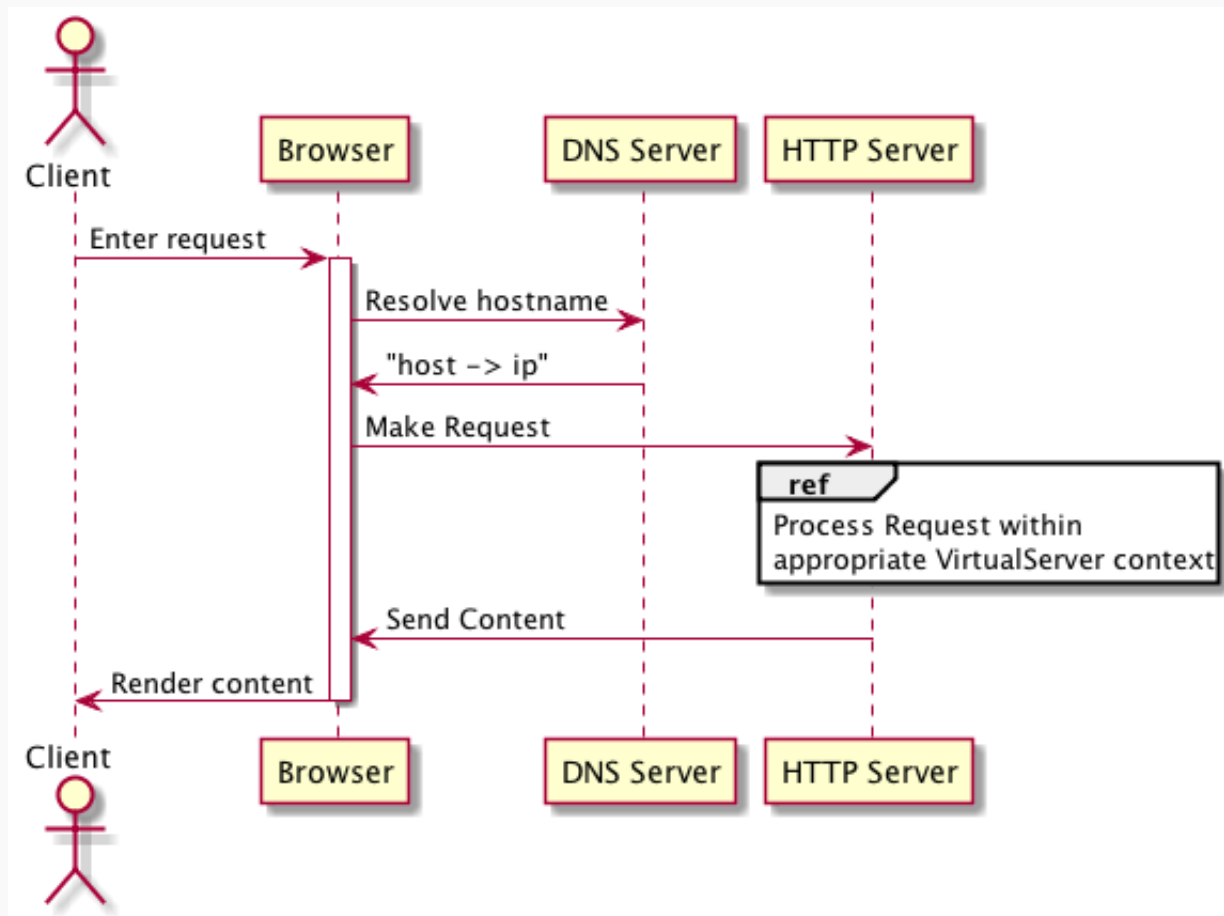 Client
Browser
DNS Server
HTTP Server
Enter request
Resolve hostname
"host -> ip"
Make Request
ref
Process Request within
appropriate VirtualServer context
Send Content
Render content
Client
Browser
DNS Server
HTTP Server